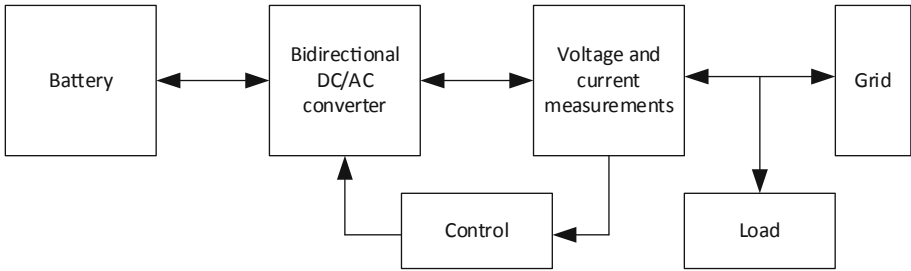 Battery
Bidirectional
DC/AC
converter
Voltage and
current
measurements
Grid
Control
Load